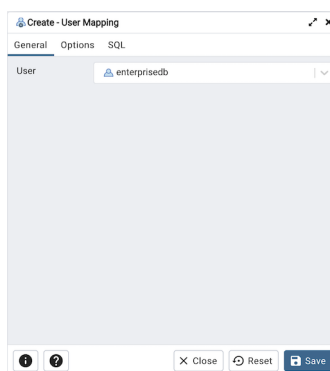 Create - User Mapping
General Options SQL
User enterprisedb
Close Reset Save